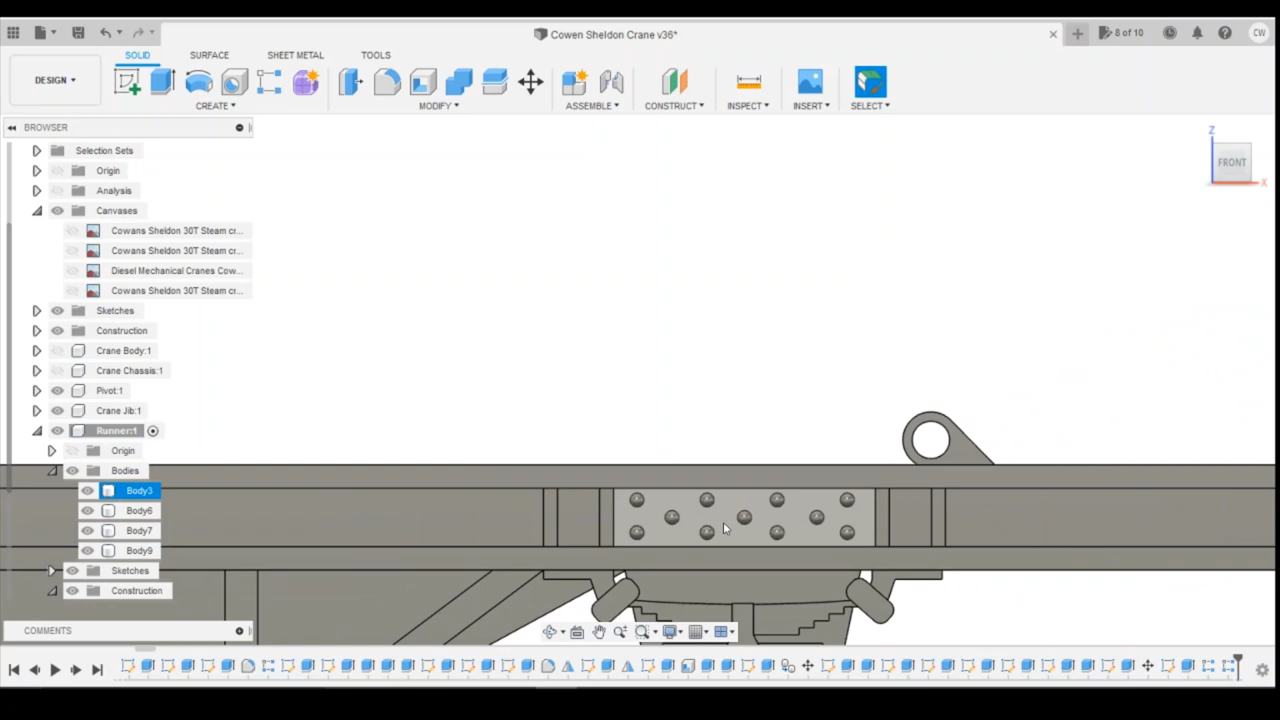 Cowen Sheldon Crane v36*
8 of 10
CW
DESIGN
SOLID
SURFACE
SHEET METAL
TOOLS
CREATE
MODIFY
ASSEMBLE
CONSTRUCT
INSPECT
INSERT
SELECT
BROWSER
Selection Sets
Origin
Analysis
Canvases
Cowans Sheldon 30T Steam cr...
Cowans Sheldon 30T Steam cr...
Diesel Mechanical Cranes Cow...
Cowans Sheldon 30T Steam cr...
Sketches
Construction
Crane Body:1
Crane Chassis:1
Pivot:1
Crane Jib:1
Runner:1
Origin
Bodies
Body3
Body6
Body7
Body9
Sketches
Construction
COMMENTS
Z
FRONT
X